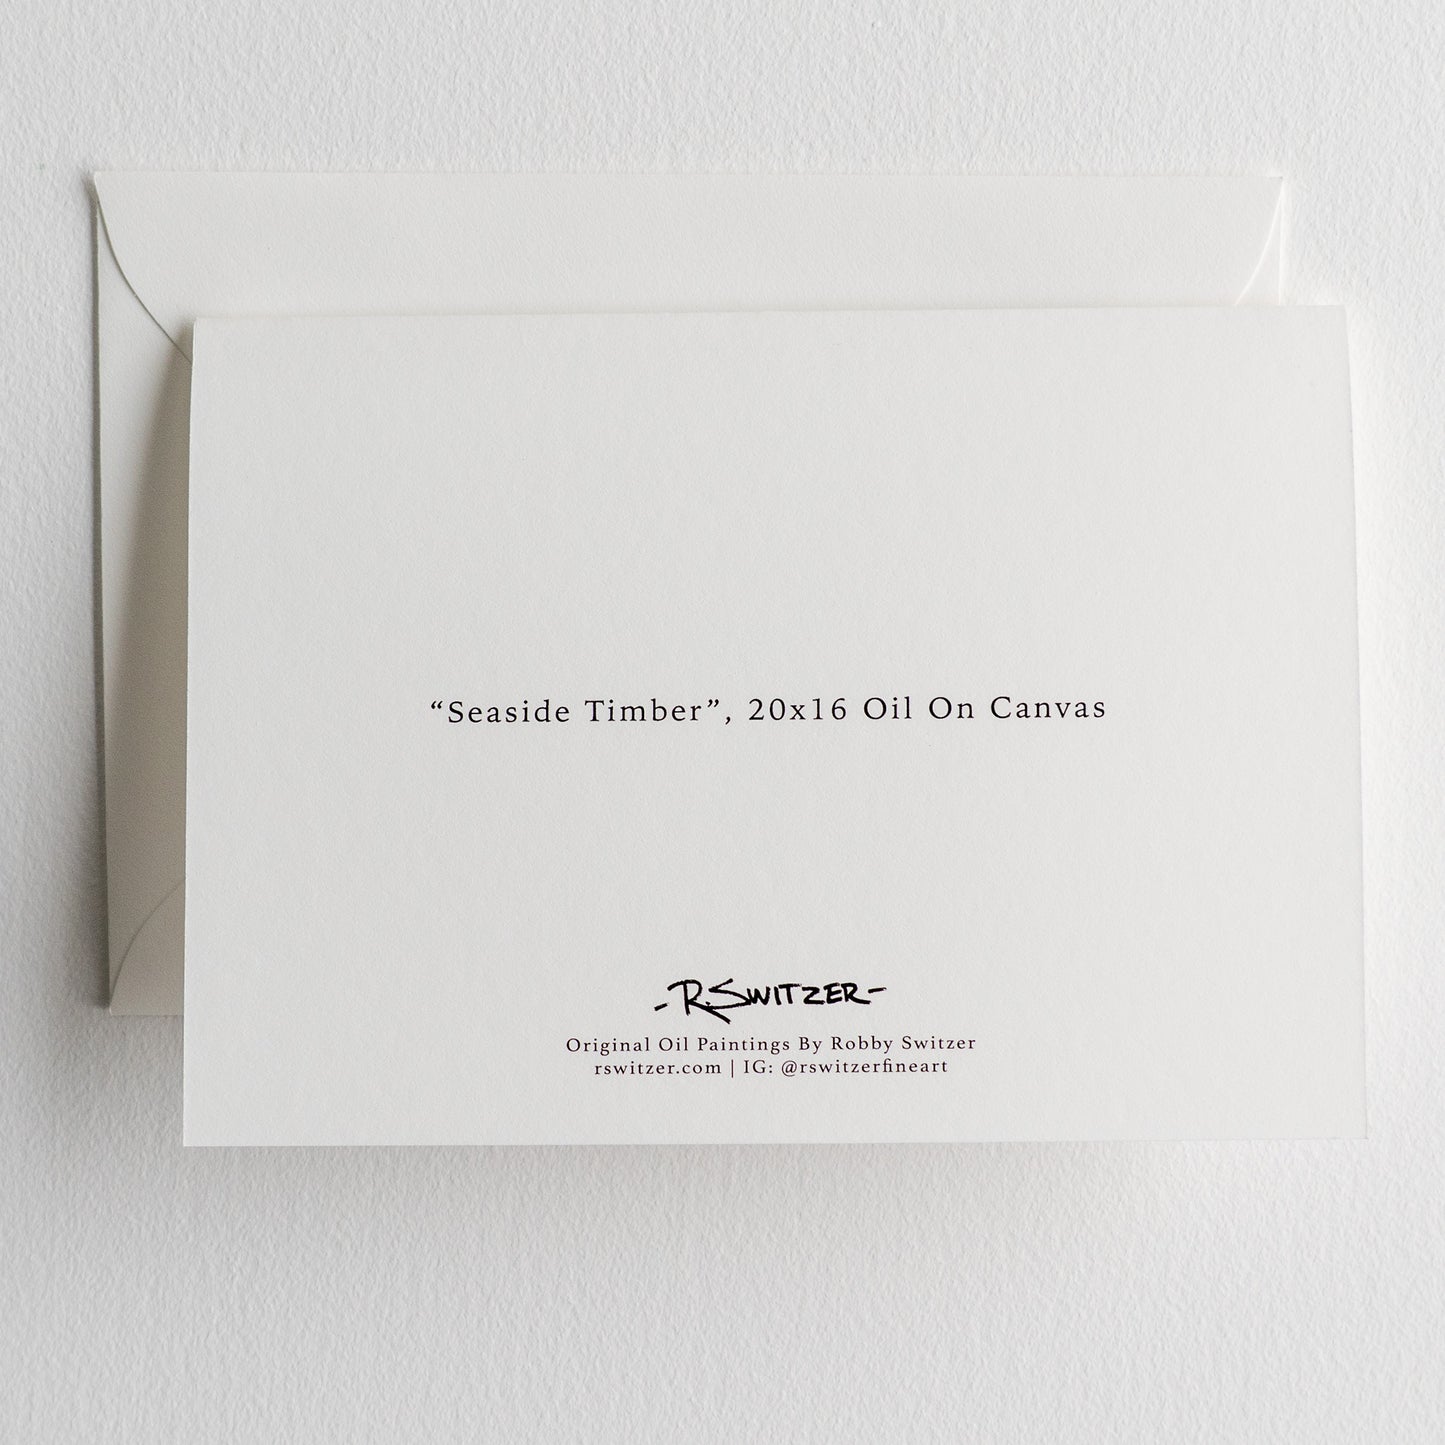 “Seaside Timber”, 20x16 Oil On Canvas
-R.SWITZER-
Original Oil Paintings By Robby Switzer
rswitzer.com | IG: @rswitzerfineart